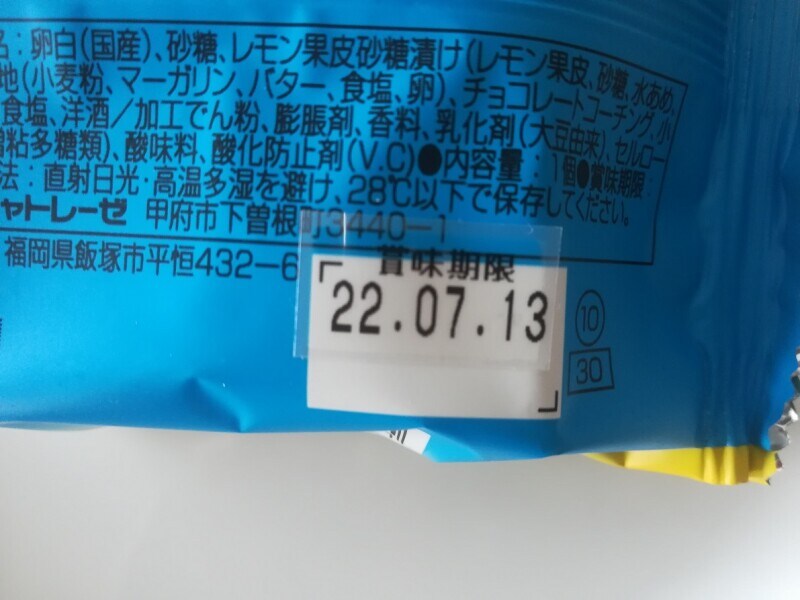 名：卵白(国産)、砂糖、レモン果皮砂糖漬け(レモン果皮、砂糖、水あめ、
地(小麦粉、マーガリン、バター、食塩、卵)、チョコレートコーチング、小
食塩、洋酒／加工でん粉、膨脹剤、香料、乳化剤(大豆由来)、セルロー
増粘多糖類)、酸味料、酸化防止剤(V.C)●内容量：1個●賞味期限：
法：直射日光・高温多湿を避け、28℃以下で保存してください。
ャトレーゼ 甲府市下曽根町3440−1
福岡県飯塚市平恒432−6
賞味期限
22.07.13
10
30